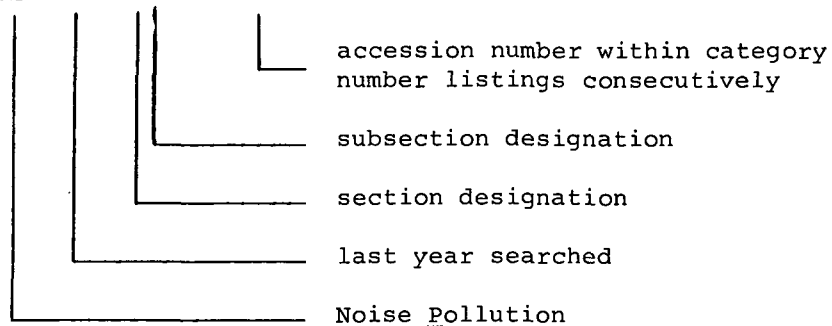 accession number within category
number listings consecutively
subsection designation
section designation
last year searched
Noise Pollution